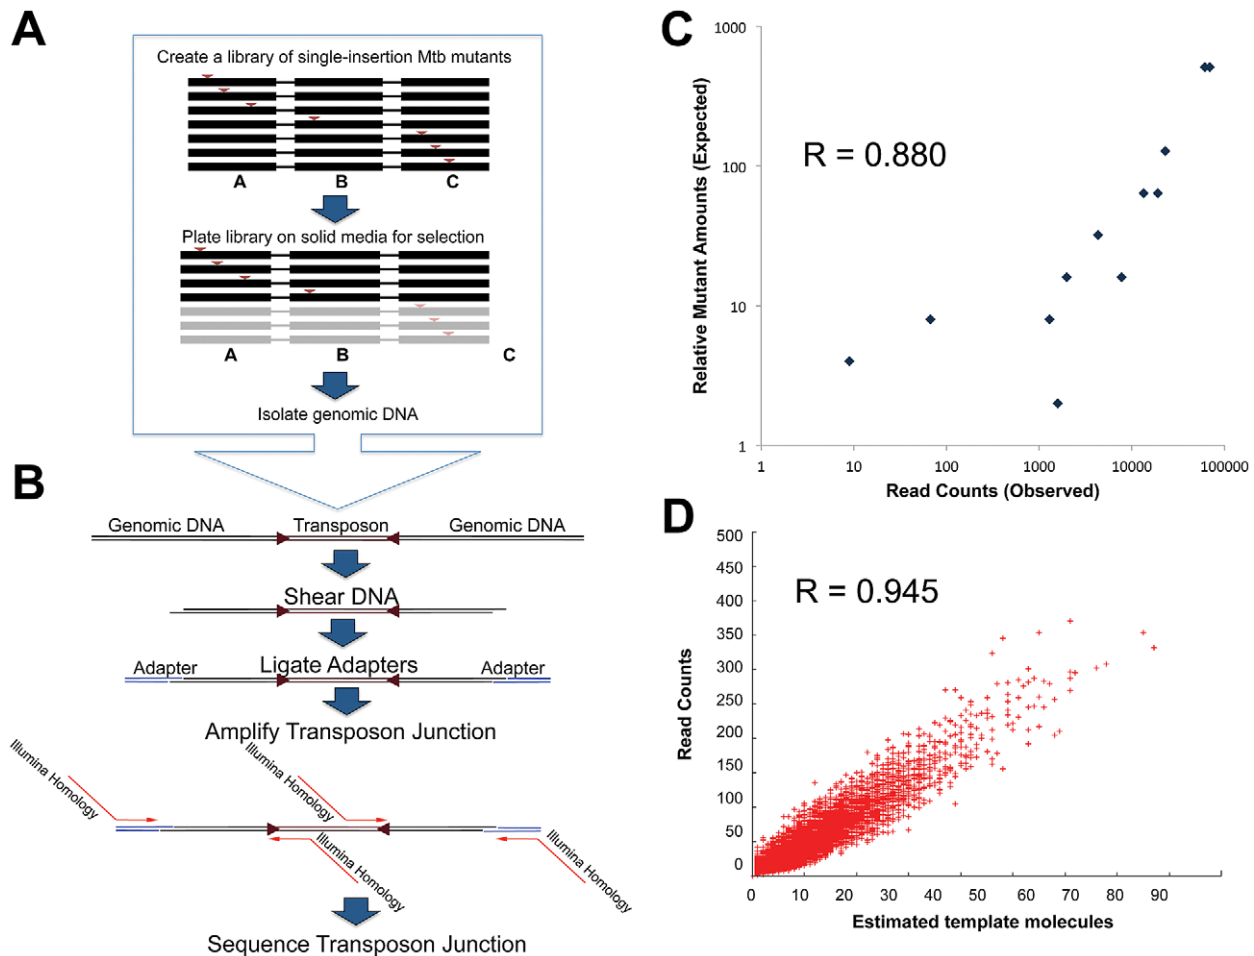 A
Create a library of single-insertion Mtb mutants
A B C
Plate library on solid media for selection
A B C
Isolate genomic DNA
B
Genomic DNA Transposon Genomic DNA
Shear DNA
Adapter Ligate Adapters Adapter
Amplify Transposon Junction
Illumina Homology
Illumina Homology
Illumina Homology
Illumina Homology
Sequence Transposon Junction
C
Relative Mutant Amounts (Expected)
1000
100
10
1
R = 0.880
1 10 100 1000 10000 100000
Read Counts (Observed)
D
Read Counts
500
450
400
350
300
250
200
150
100
50
0
R = 0.945
0 10 20 30 40 50 60 70 80 90
Estimated template molecules